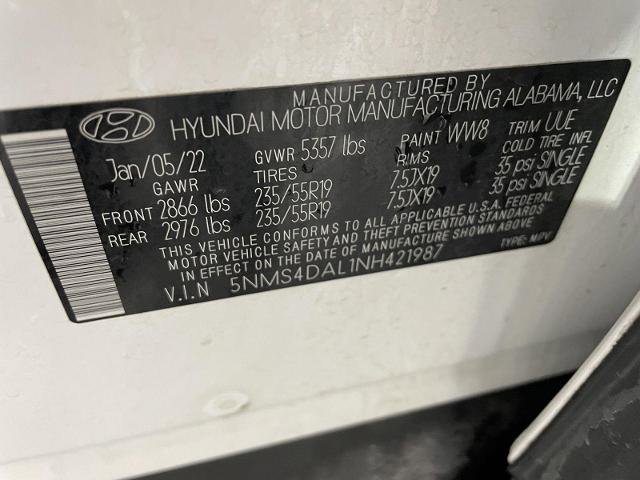 MANUFACTURED BY
HYUNDAI MOTOR MANUFACTURING ALABAMA, LLC
Jan/05/22 GVWR 5357 lbs PAINT WW8 TRIM UUE
GAWR TIRES RIMS COLD TIRE INFL
FRONT 2866 lbs 235/55R19 7.5JX19 35 psi SINGLE
REAR 2976 lbs 235/55R19 7.5JX19 35 psi SINGLE
THIS VEHICLE CONFORMS TO ALL APPLICABLE U.S.A. FEDERAL
MOTOR VEHICLE SAFETY AND THEFT PREVENTION STANDARDS
IN EFFECT ON THE DATE OF MANUFACTURE SHOWN ABOVE
V.I.N 5NMS4DAL1NH421987 TYPE: MPV